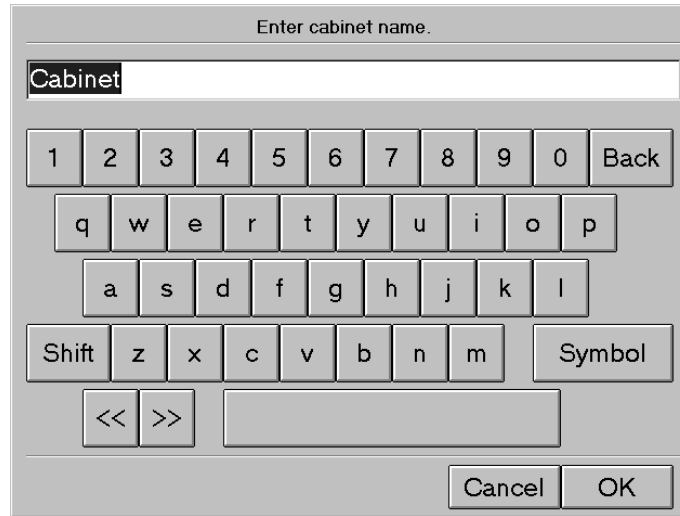 Enter cabinet name.
Cabinet
1 2 3 4 5 6 7 8 9 0 Back
q w e r t y u i o p
a s d f g h j k l
Shift z x c v b n m Symbol
<< >>
Cancel OK